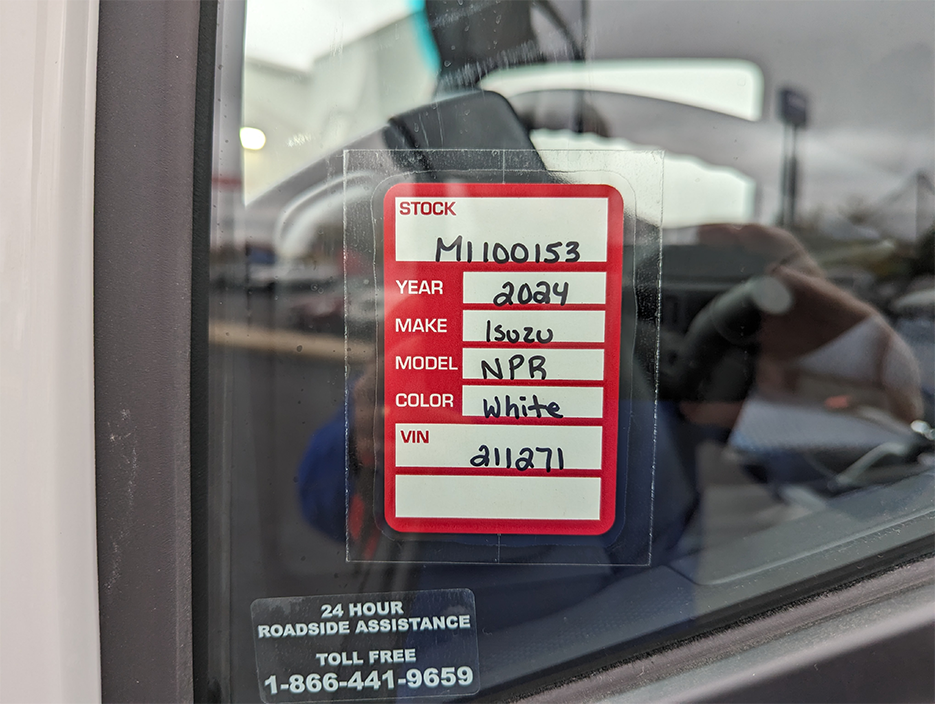 STOCK
M1100153
YEAR 2024
MAKE Isuzu
MODEL NPR
COLOR White
VIN
211271
24 HOUR
ROADSIDE ASSISTANCE
TOLL FREE
1-866-441-9659